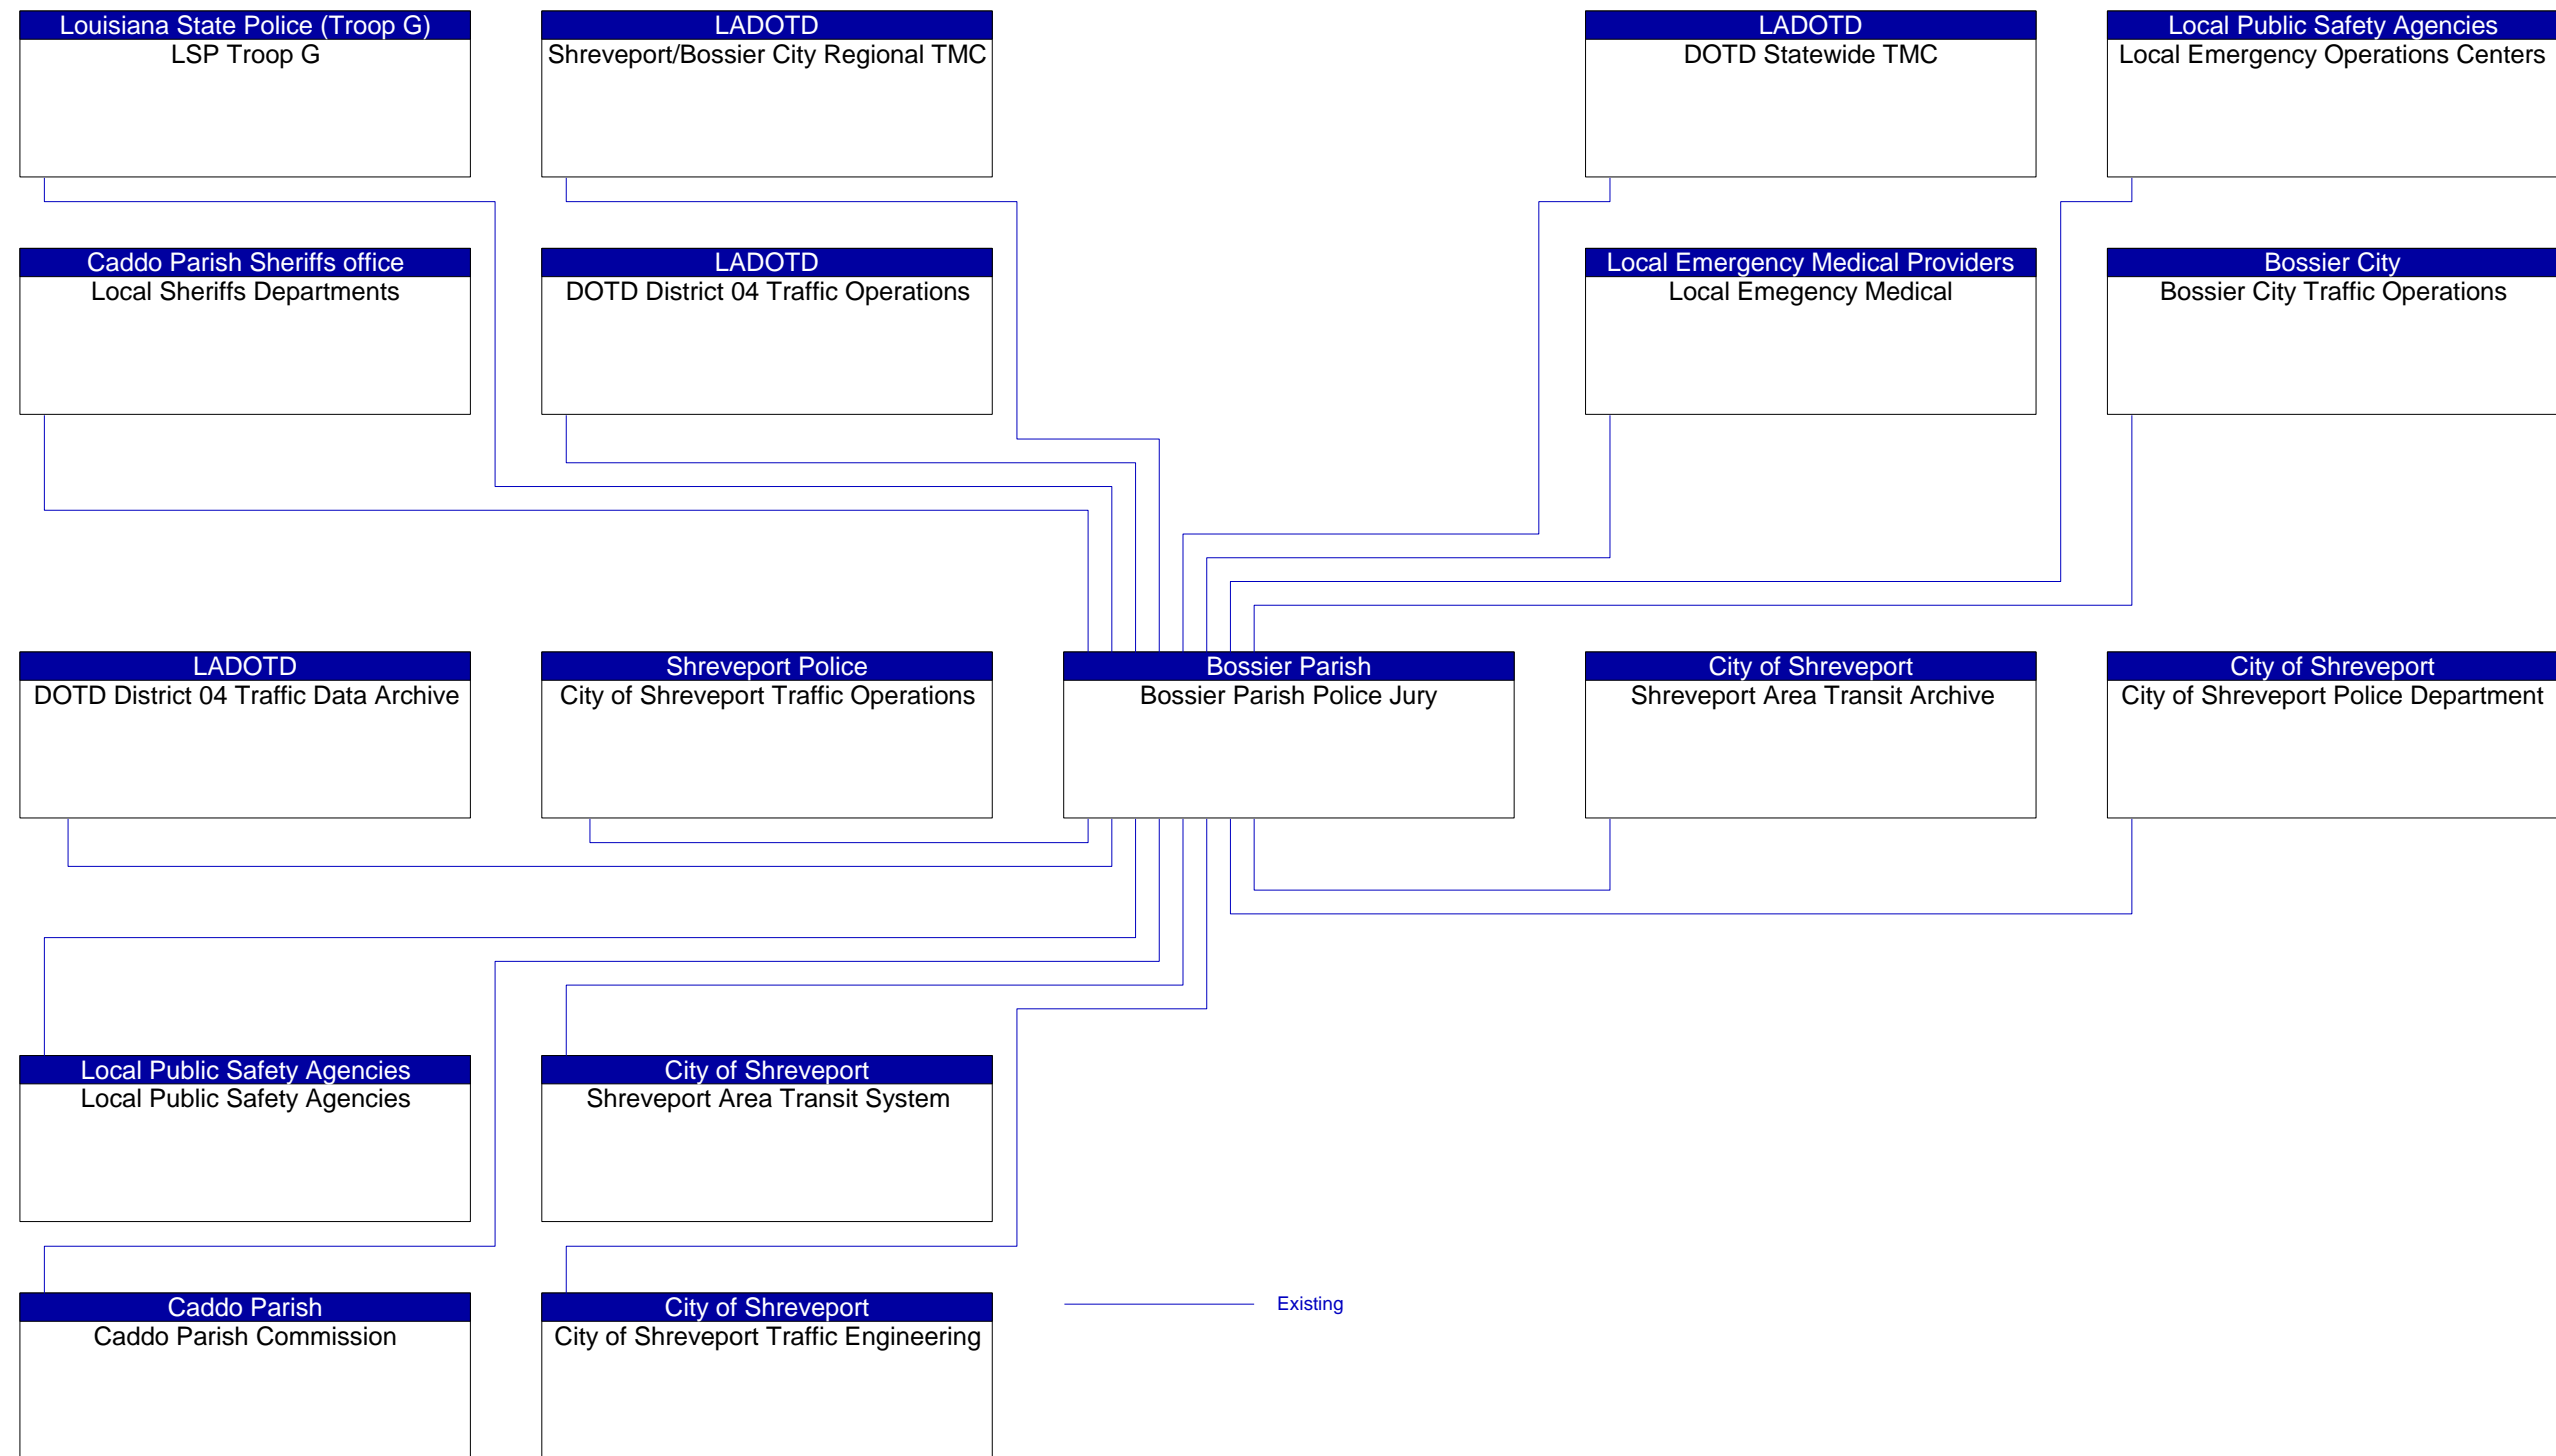 Louisiana State Police (Troop G)
LSP Troop G
LADOTD
Shreveport/Bossier City Regional TMC
LADOTD
DOTD Statewide TMC
Local Public Safety Agencies
Local Emergency Operations Centers
Caddo Parish Sheriffs office
Local Sheriffs Departments
LADOTD
DOTD District 04 Traffic Operations
Local Emergency Medical Providers
Local Emegency Medical
Bossier City
Bossier City Traffic Operations
LADOTD
DOTD District 04 Traffic Data Archive
Shreveport Police
City of Shreveport Traffic Operations
Bossier Parish
Bossier Parish Police Jury
City of Shreveport
Shreveport Area Transit Archive
City of Shreveport
City of Shreveport Police Department
Local Public Safety Agencies
Local Public Safety Agencies
City of Shreveport
Shreveport Area Transit System
Caddo Parish
Caddo Parish Commission
City of Shreveport
City of Shreveport Traffic Engineering
Existing